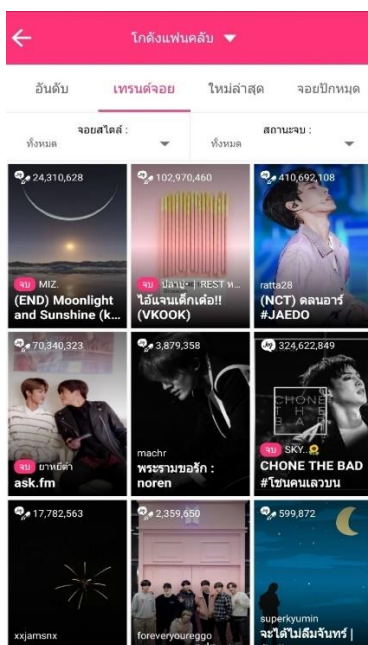 โกดังแฟนคลับ
อันดับ
เทรนด์จอย
ใหม่ล่าสุด
จอยปักหมุด
จอยสไตล์ :
ทั้งหมด
สถานะจบ :
ทั้งหมด
24,310,628
จบ MIZ.
(END) Moonlight
and Sunshine (k...
102,970,460
จบ ปลาบ่ | REST ห...
ไอ้แจนเด็กเต๋อ!!
(VKOOK)
410,692,108
ratta28
(NCT) ดลนอาร์
#JAEDO
70,340,323
จบ ยาหยีต๋า
ask.fm
3,879,358
machr
พระรามขอรัก :
noren
324,622,849
CHONE
THE
BAD
จบ SKY..
CHONE THE BAD
#โชนคนเลวบน
17,782,563
xxjamsnx
2,359,650
foreveryoureggo
599,872
superkyumin
จะได้ไม่ลืมจันทร์ |